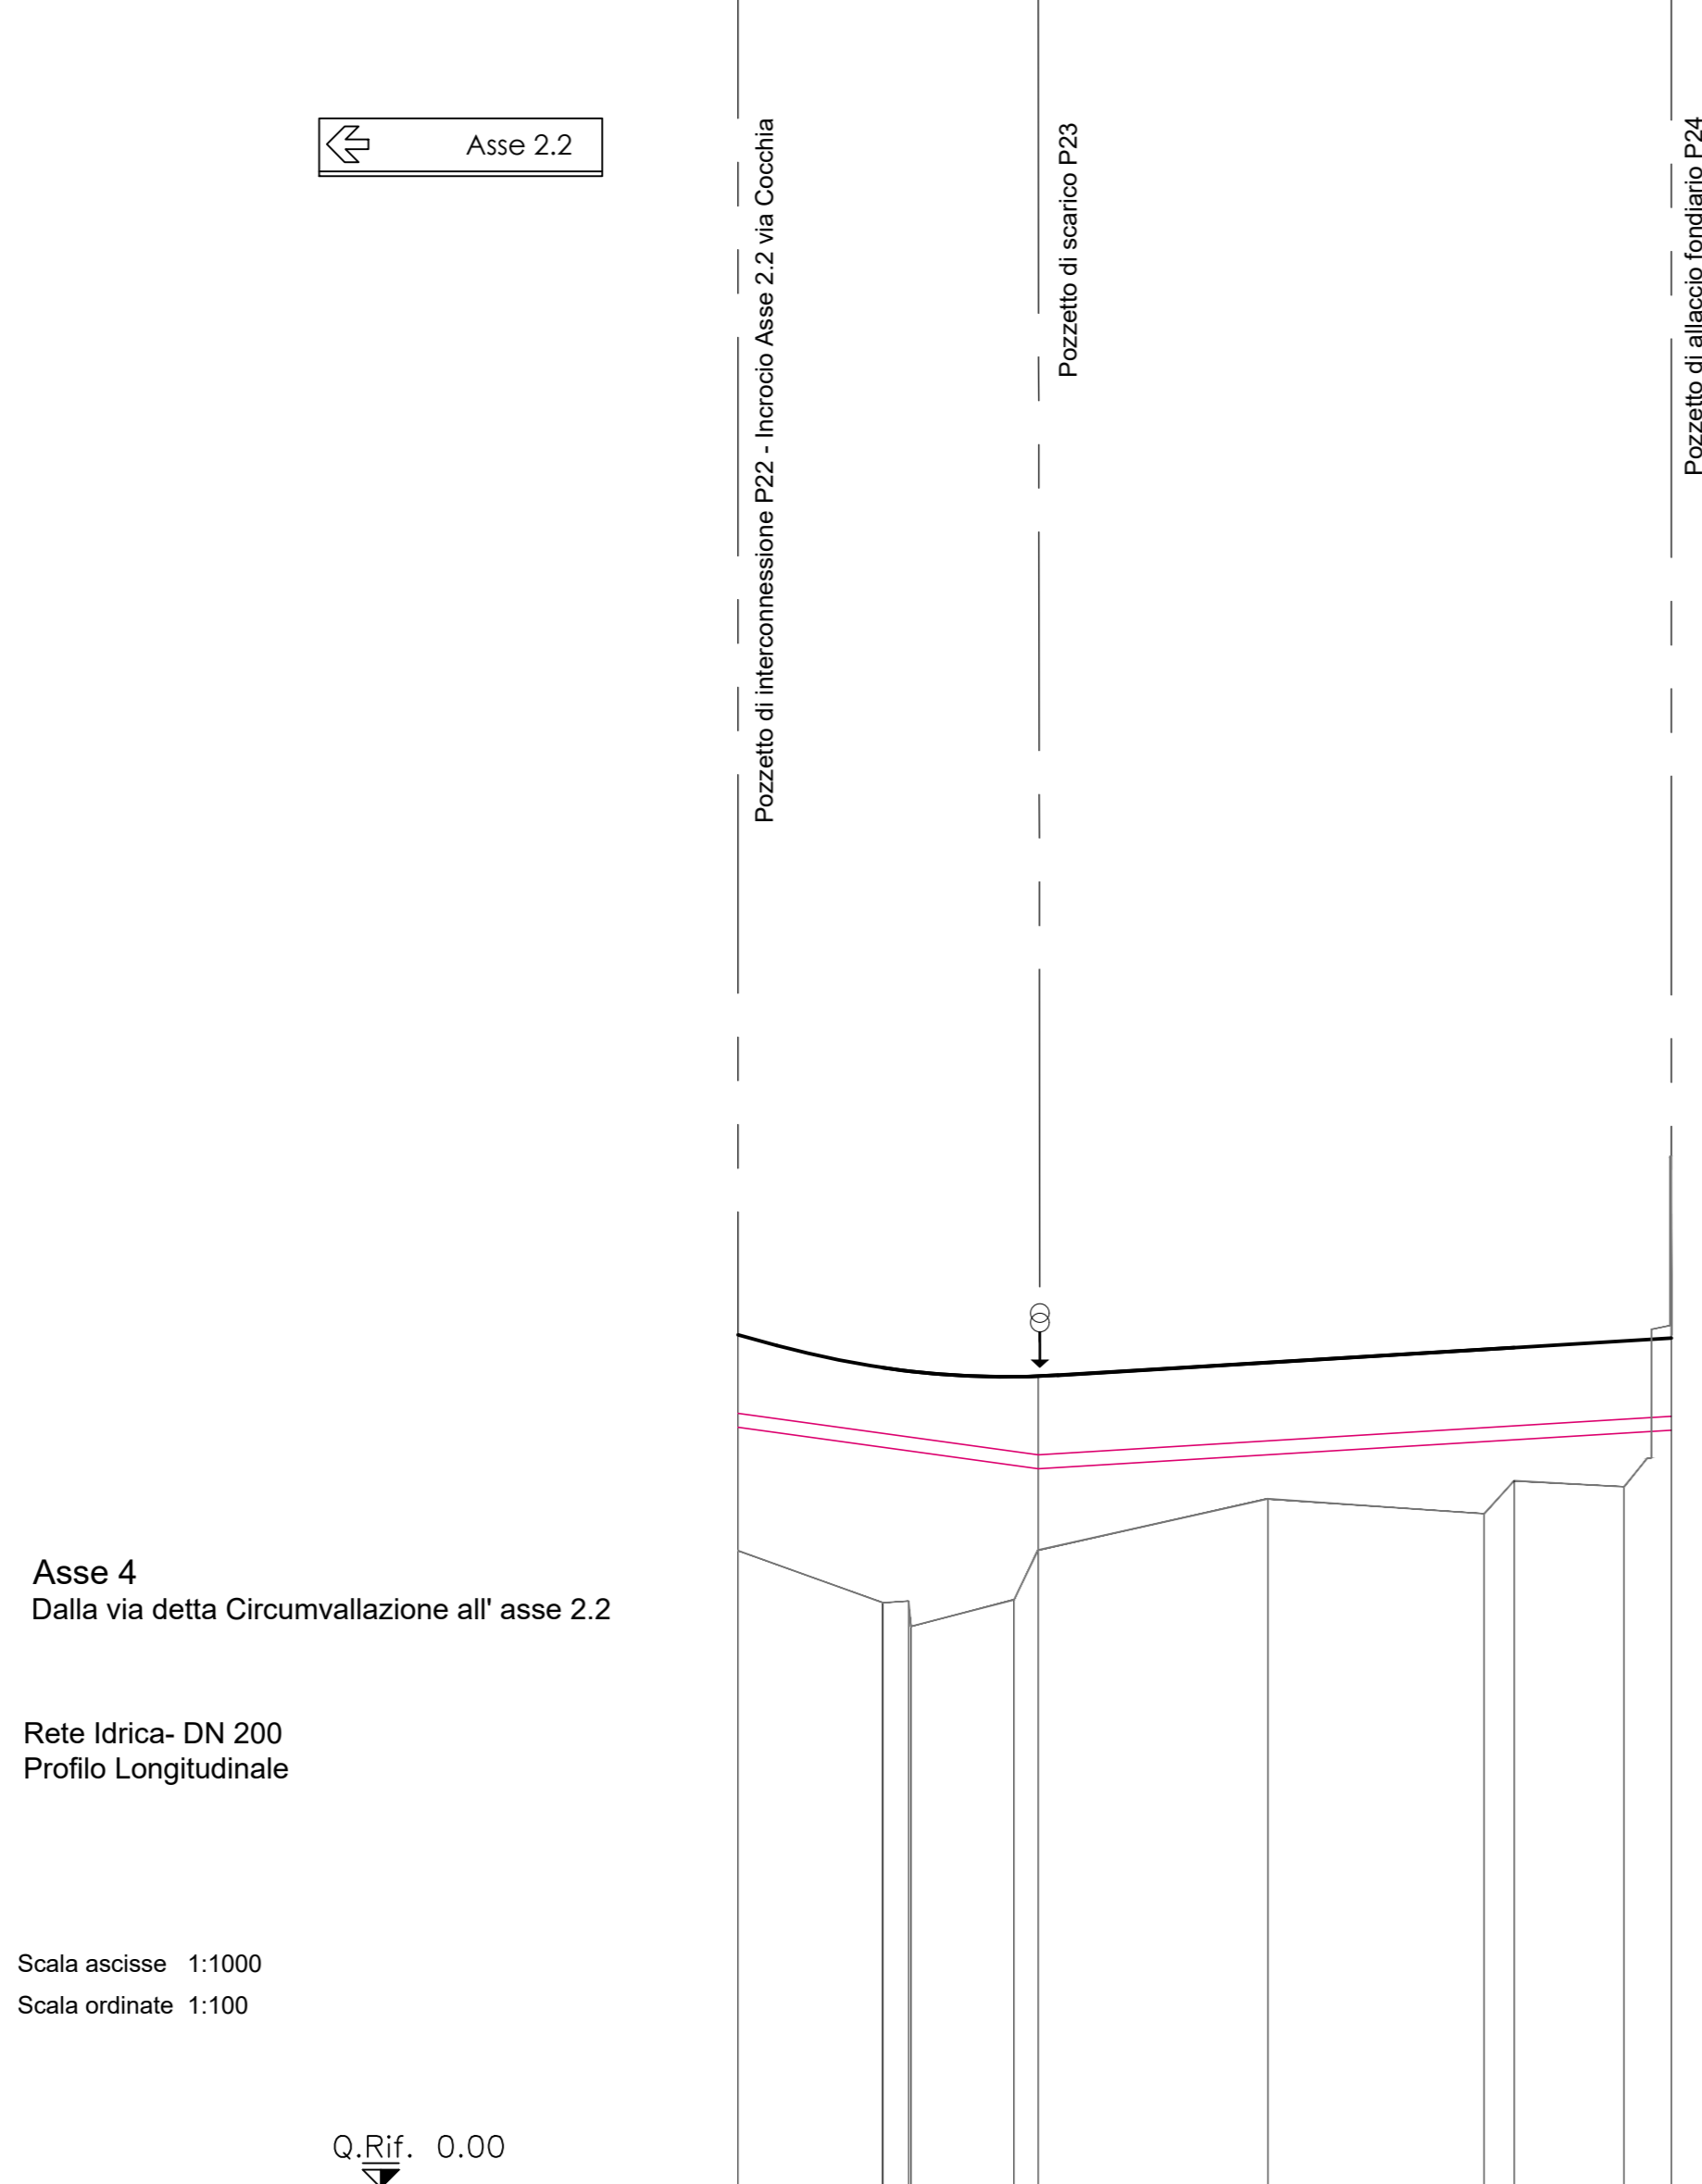 Asse 2.2
Pozzetto di interconnessione P22 - Incrocio Asse 2.2 via Cocchia
Pozzetto di scarico P23
Pozzetto di allaccio fondiario P24
Asse 4
Dalla via detta Circumvallazione all' asse 2.2
Rete Idrica- DN 200
Profilo Longitudinale
Scala ascisse 1:1000
Scala ordinate 1:100
Q.Rif. 0.00